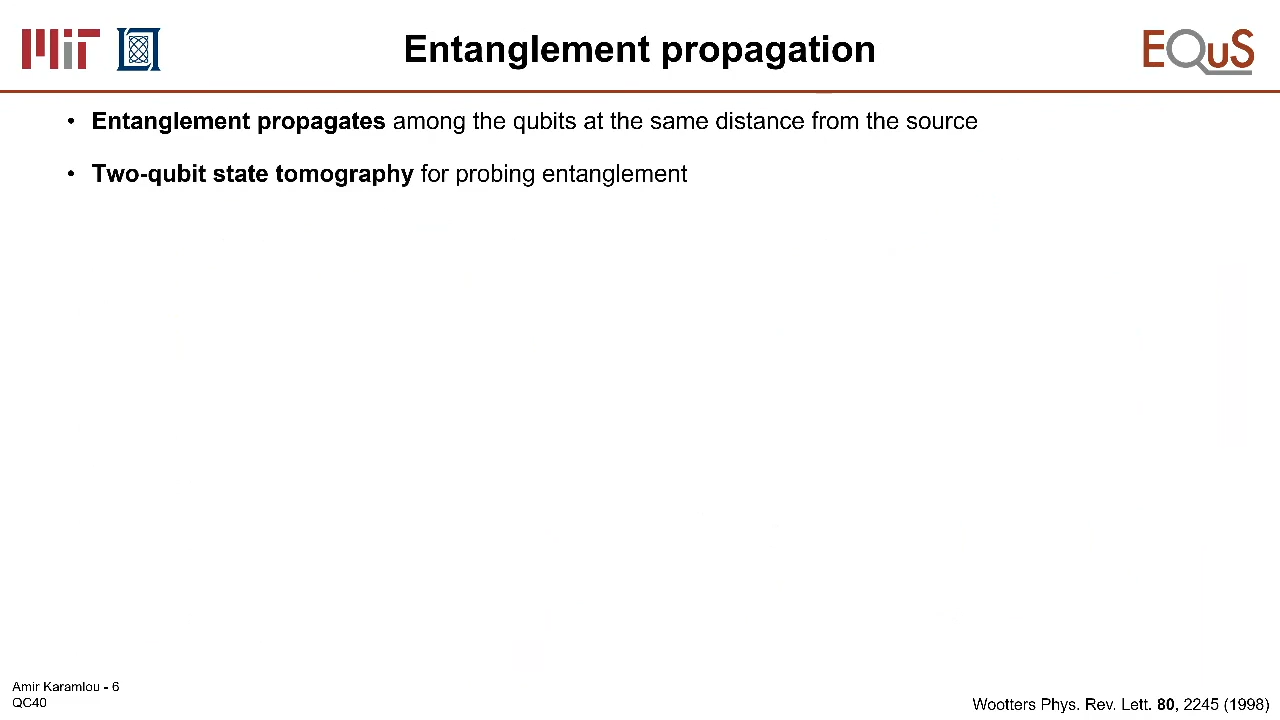 MIT
Entanglement propagation
EQuS
• Entanglement propagates among the qubits at the same distance from the source
• Two-qubit state tomography for probing entanglement
Amir Karamlou - 6
QC40
Wootters Phys. Rev. Lett. 80, 2245 (1998)